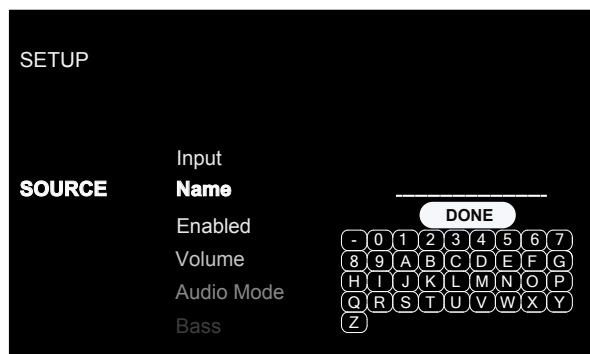 SETUP
Input
SOURCE Name _____________
Enabled DONE
- 0 1 2 3 4 5 6 7
Volume 8 9 A B C D E F G
H I J K L M N O P
Audio Mode
Q R S T U V W X Y
Bass Z